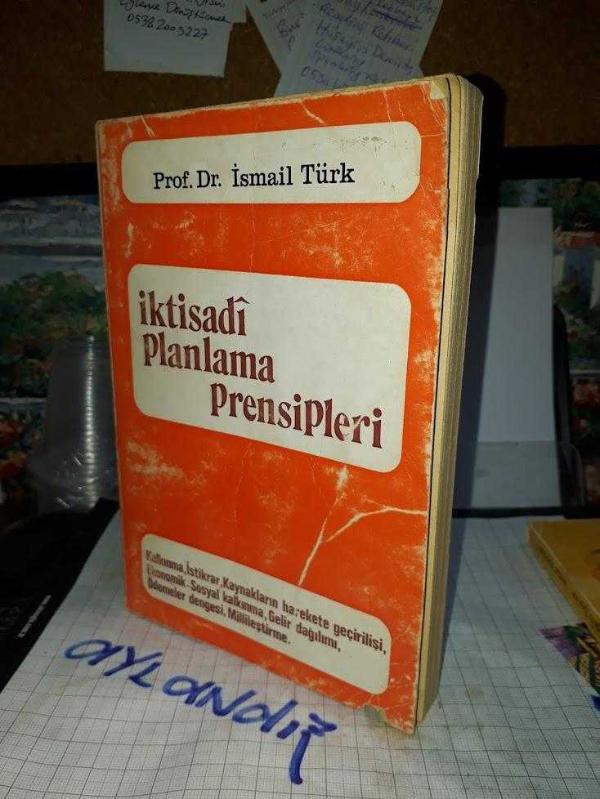 05382003227
Prof. Dr. İsmail Türk
iktisadî
planlama
prensipleri
Kalkınma, İstikrar, Kaynakların harekete geçirilişi,
Ekonomik-Sosyal kalkınma, Gelir dağılımı,
Ödemeler dengesi, Millileştirme.